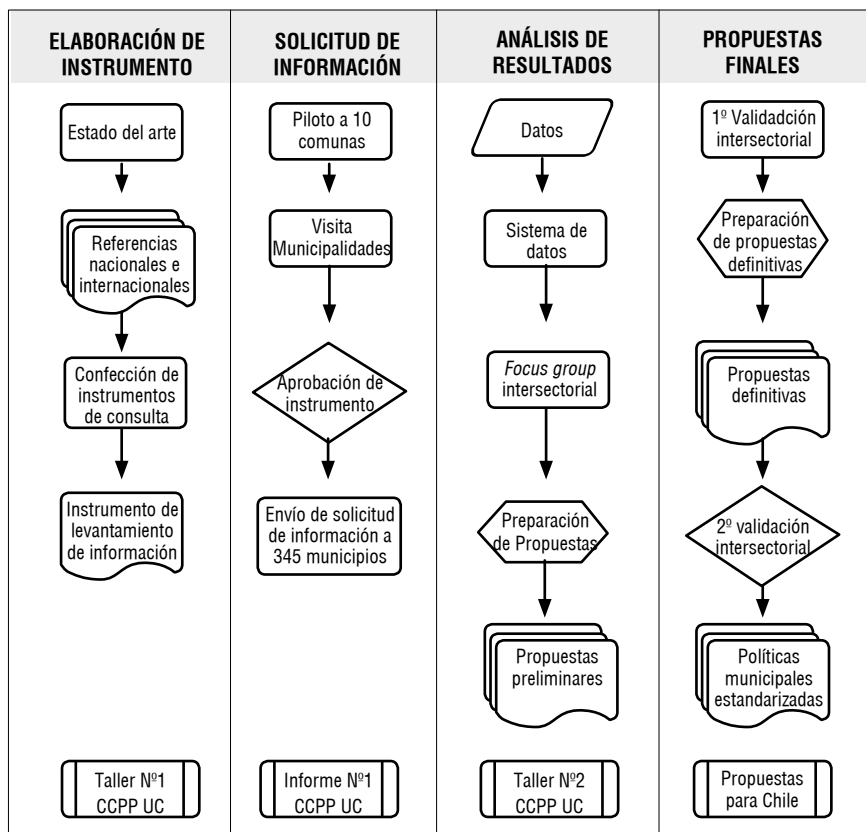 ELABORACIÓN DE
INSTRUMENTO
Estado del arte
Referencias
nacionales e
internacionales
Confección de
instrumentos
de consulta
Instrumento de
levantamiento
de información
Taller Nº1
CCPP UC
SOLICITUD DE
INFORMACIÓN
Piloto a 10
comunas
Visita
Municipalidades
Aprobación de
instrumento
Envío de solicitud
de información a
345 municipios
Informe Nº1
CCPP UC
ANÁLISIS DE
RESULTADOS
Datos
Sistema de
datos
Focus group
intersectorial
Preparación
de Propuestas
Propuestas
preliminares
Taller Nº2
CCPP UC
PROPUESTAS
FINALES
1º Validadción
intersectorial
Preparación
de propuestas
definitivas
Propuestas
definitivas
2º validación
intersectorial
Políticas
municipales
estandarizadas
Propuestas
para Chile